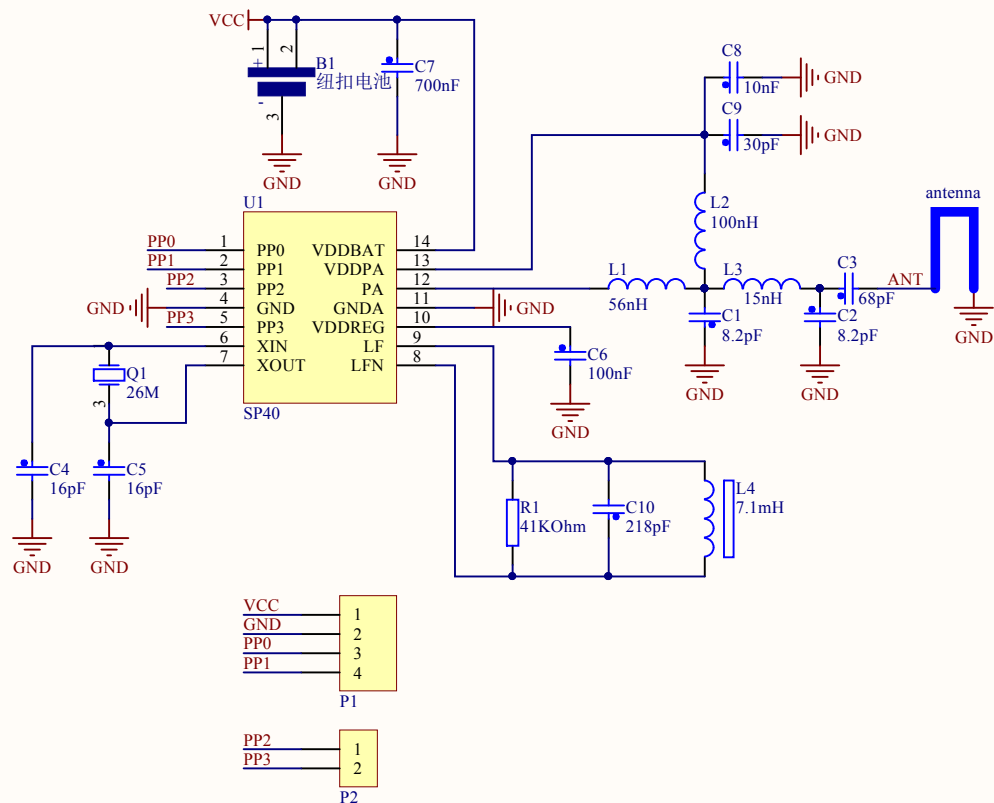 VCC
1
2
+
B1
纽扣电池
-
3
GND
C7
700nF
GND
C8
10nF
GND
C9
30pF
GND
L2
100nH
antenna
U1
PP0 1 PP0 VDDBAT 14
PP1 2 PP1 VDDPA 13
PP2 3 PP2 PA 12
GND 4 GND GNDA 11 GND
PP3 5 PP3 VDDREG 10
6 XIN LF 9
7 XOUT LFN 8
SP40
L1
56nH
L3
15nH
C3
68pF
ANT
GND
C1
8.2pF
GND
C2
8.2pF
GND
C6
100nF
GND
Q1
26M
3
C4
16pF
GND
C5
16pF
GND
R1
41KOhm
C10
218pF
L4
7.1mH
VCC 1
GND 2
PP0 3
PP1 4
P1
PP2 1
PP3 2
P2